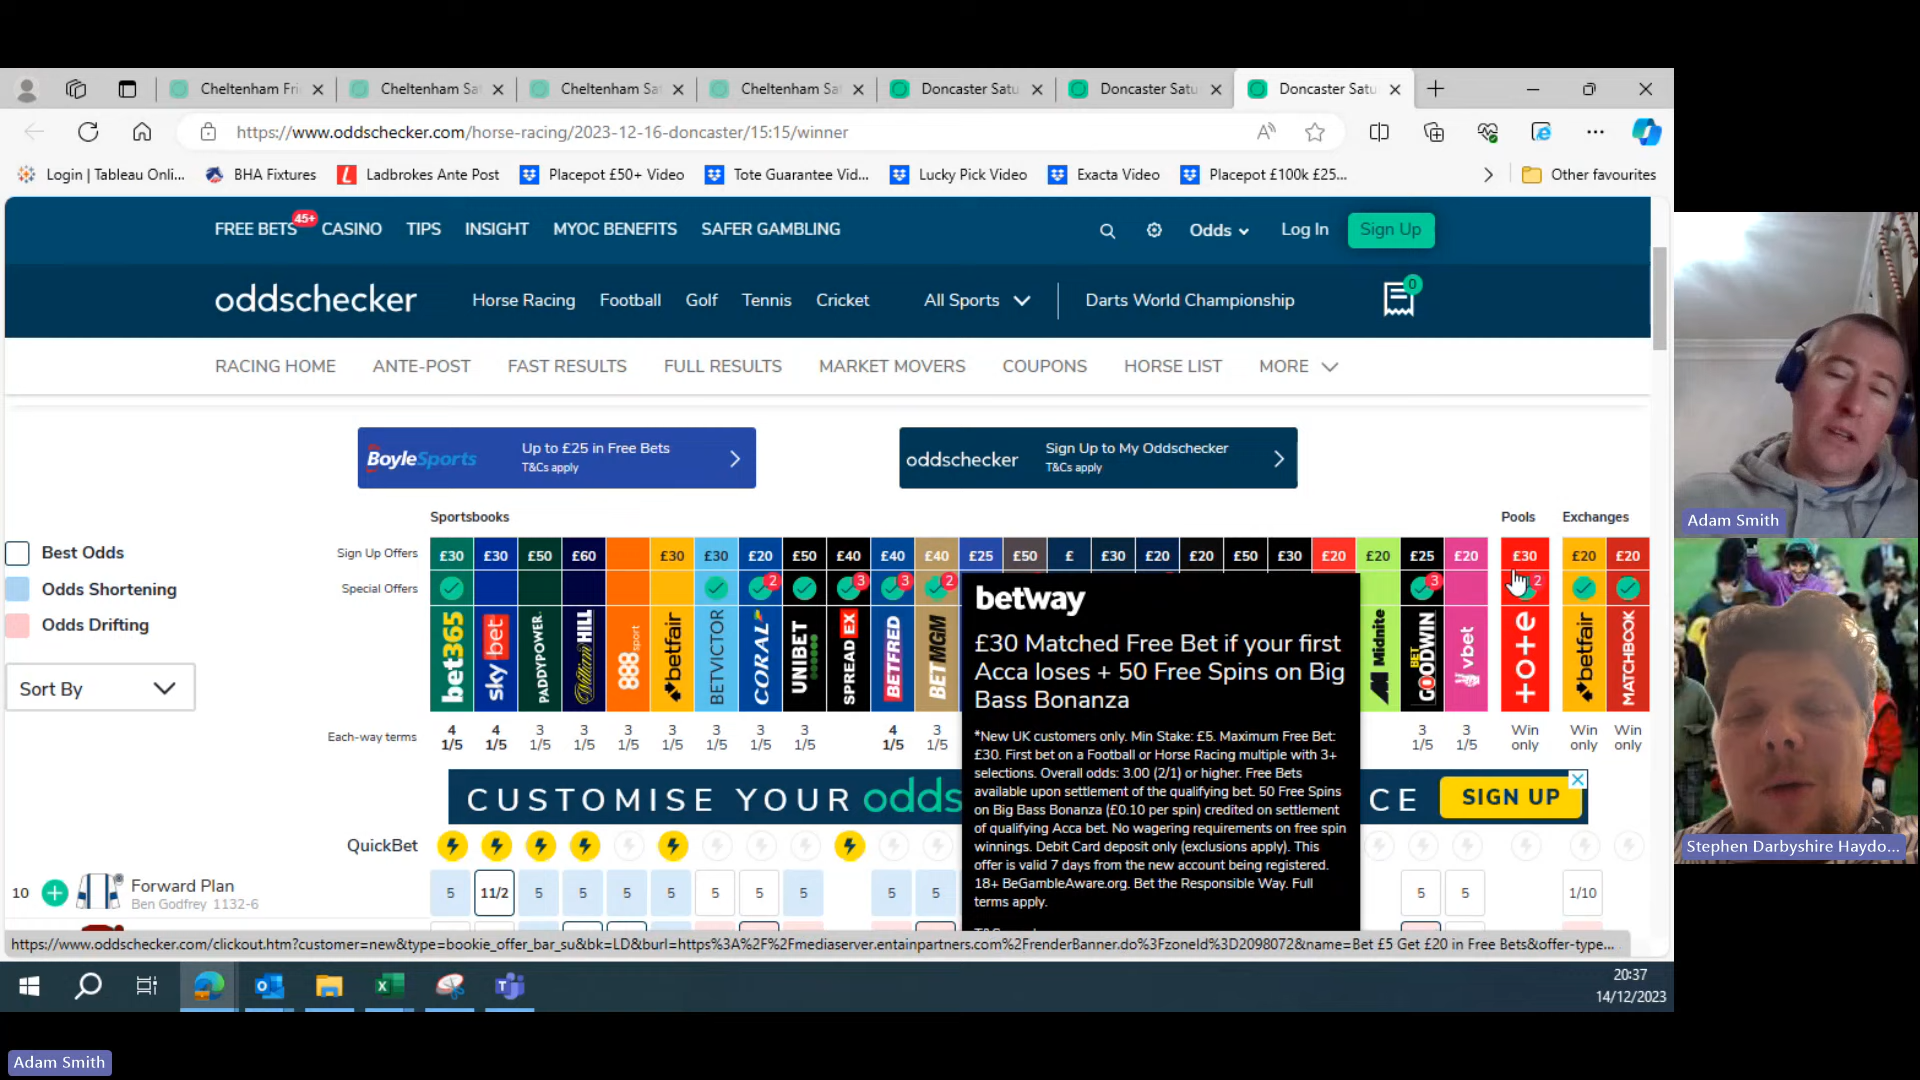 Cheltenham Fri
Cheltenham Sa
Cheltenham Sa
Cheltenham Sa
Doncaster Satu
Doncaster Satu
Doncaster Satu
https://www.oddschecker.com/horse-racing/2023-12-16-doncaster/15:15/winner
Login | Tableau Onli...
BHA Fixtures
Ladbrokes Ante Post
Placepot £50+ Video
Tote Guarantee Vid...
Lucky Pick Video
Exacta Video
Placepot £100k £25...
Other favourites
FREE BETS 45+ CASINO TIPS INSIGHT MYOC BENEFITS SAFER GAMBLING
Odds
Log In
Sign Up
oddschecker
Horse Racing Football Golf Tennis Cricket All Sports Darts World Championship
0
RACING HOME ANTE-POST FAST RESULTS FULL RESULTS MARKET MOVERS COUPONS HORSE LIST MORE
BoyleSports
Up to £25 in Free Bets
T&Cs apply
oddschecker
Sign Up to My Oddschecker
T&Cs apply
Sportsbooks
Pools
Exchanges
Best Odds
Odds Shortening
Odds Drifting
Sort By
Sign Up Offers
£30 £30 £50 £60 £30 £30 £20 £50 £40 £40 £40 £25 £50 £ £30 £20 £20 £50 £30 £20 £20 £25 £20 £30 £20 £20
Special Offers
2 3 3 2 3 2
bet365
sky bet
PADDYPOWER.
William HILL
888sport
betfair
BETVICTOR
CORAL
UNIBET
SPREAD EX
BETFRED
BETMGM
Midnite
BET GOODWIN
vbet
tote
betfair
MATCHBOOK
Each-way terms
4 4 3 3 3 3 3 3 3 4 3 3 3 Win Win Win
1/5 1/5 1/5 1/5 1/5 1/5 1/5 1/5 1/5 1/5 1/5 1/5 1/5 only only only
betway
£30 Matched Free Bet if your first
Acca loses + 50 Free Spins on Big
Bass Bonanza
*New UK customers only. Min Stake: £5. Maximum Free Bet:
£30. First bet on a Football or Horse Racing multiple with 3+
selections. Overall odds: 3.00 (2/1) or higher. Free Bets
available upon settlement of the qualifying bet. 50 Free Spins
on Big Bass Bonanza (£0.10 per spin) credited on settlement
of qualifying Acca bet. No wagering requirements on free spin
winnings. Debit Card deposit only (exclusions apply). This
offer is valid 7 days from the new account being registered.
18+ BeGambleAware.org. Bet the Responsible Way. Full
terms apply.
CUSTOMISE YOUR odds
CE
SIGN UP
QuickBet
10
Forward Plan
Ben Godfrey 1132-6
5 11/2 5 5 5 5 5 5 5 5 5 5 5 1/10
https://www.oddschecker.com/clickout.htm?customer=new&type=bookie_offer_bar_su&bk=LD&burl=https%3A%2F%2Fmediaserver.entainpartners.com%2FrenderBanner.do%3FzoneId%3D2098072&name=Bet £5 Get £20 in Free Bets&offer-type...
20:37
14/12/2023
Adam Smith
Stephen Darbyshire Haydo...
Adam Smith